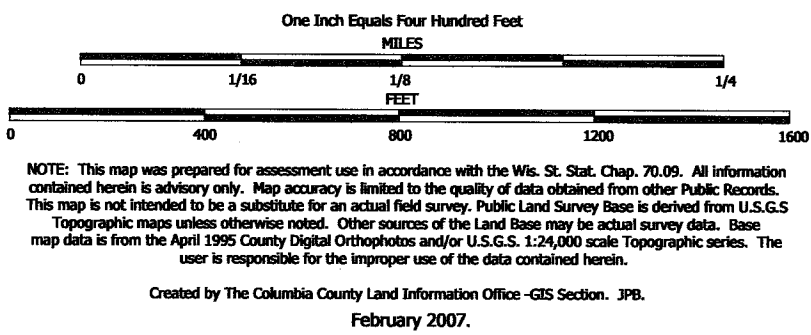 One Inch Equals Four Hundred Feet
MILES
0 1/16 1/8 1/4
FEET
0 400 800 1200 1600
NOTE: This map was prepared for assessment use in accordance with the Wis. St. Stat. Chap. 70.09. All information
contained herein is advisory only. Map accuracy is limited to the quality of data obtained from other Public Records.
This map is not intended to be a substitute for an actual field survey. Public Land Survey Base is derived from U.S.G.S
Topographic maps unless otherwise noted. Other sources of the Land Base may be actual survey data. Base
map data is from the April 1995 County Digital Orthophotos and/or U.S.G.S. 1:24,000 scale Topographic series. The
user is responsible for the improper use of the data contained herein.
Created by The Columbia County Land Information Office -GIS Section. JPB.
February 2007.